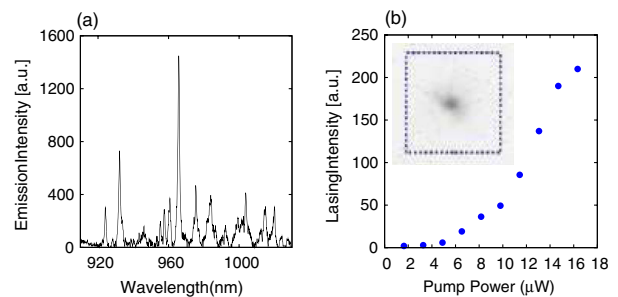 (a)
1600
1200
800
400
0
920
960
1000
EmissionIntensity [a.u.]
Wavelength(nm)
(b)
250
200
150
100
50
0
0 2 4 6 8 10 12 14 16 18
LasingIntensity [a.u.]
Pump Power (μW)